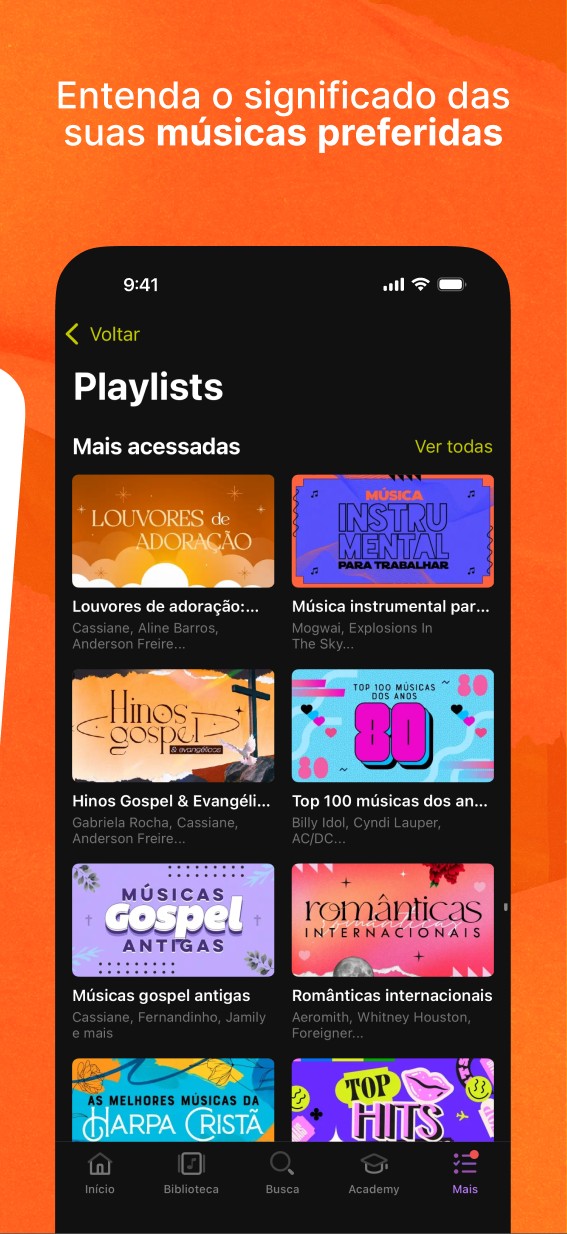 Entenda o significado das
suas músicas preferidas
9:41
Voltar
Playlists
Mais acessadas
Ver todas
LOUVORES de
ADORAÇÃO
MÚSICA
INSTRU
MENTAL
PARA TRABALHAR
Louvores de adoração:...
Cassiane, Aline Barros,
Anderson Freire...
Música instrumental par...
Mogwai, Explosions In
The Sky...
Hinos
gospel
& evangélicos
TOP 100 MÚSICAS
DOS ANOS
80
80
80
Hinos Gospel & Evangéli...
Gabriela Rocha, Cassiane,
Anderson Freire...
Top 100 músicas dos an...
Billy Idol, Cyndi Lauper,
AC/DC...
MÚSICAS
Gospel
ANTIGAS
românticas
românticas
INTERNACIONAIS
Músicas gospel antigas
Cassiane, Fernandinho, Jamily
e mais
Românticas internacionais
Aeromith, Whitney Houston,
Foreigner...
AS MELHORES MÚSICAS DA
HARPA CRISTÃ
TOP
HITS
Início
Biblioteca
Busca
Academy
Mais